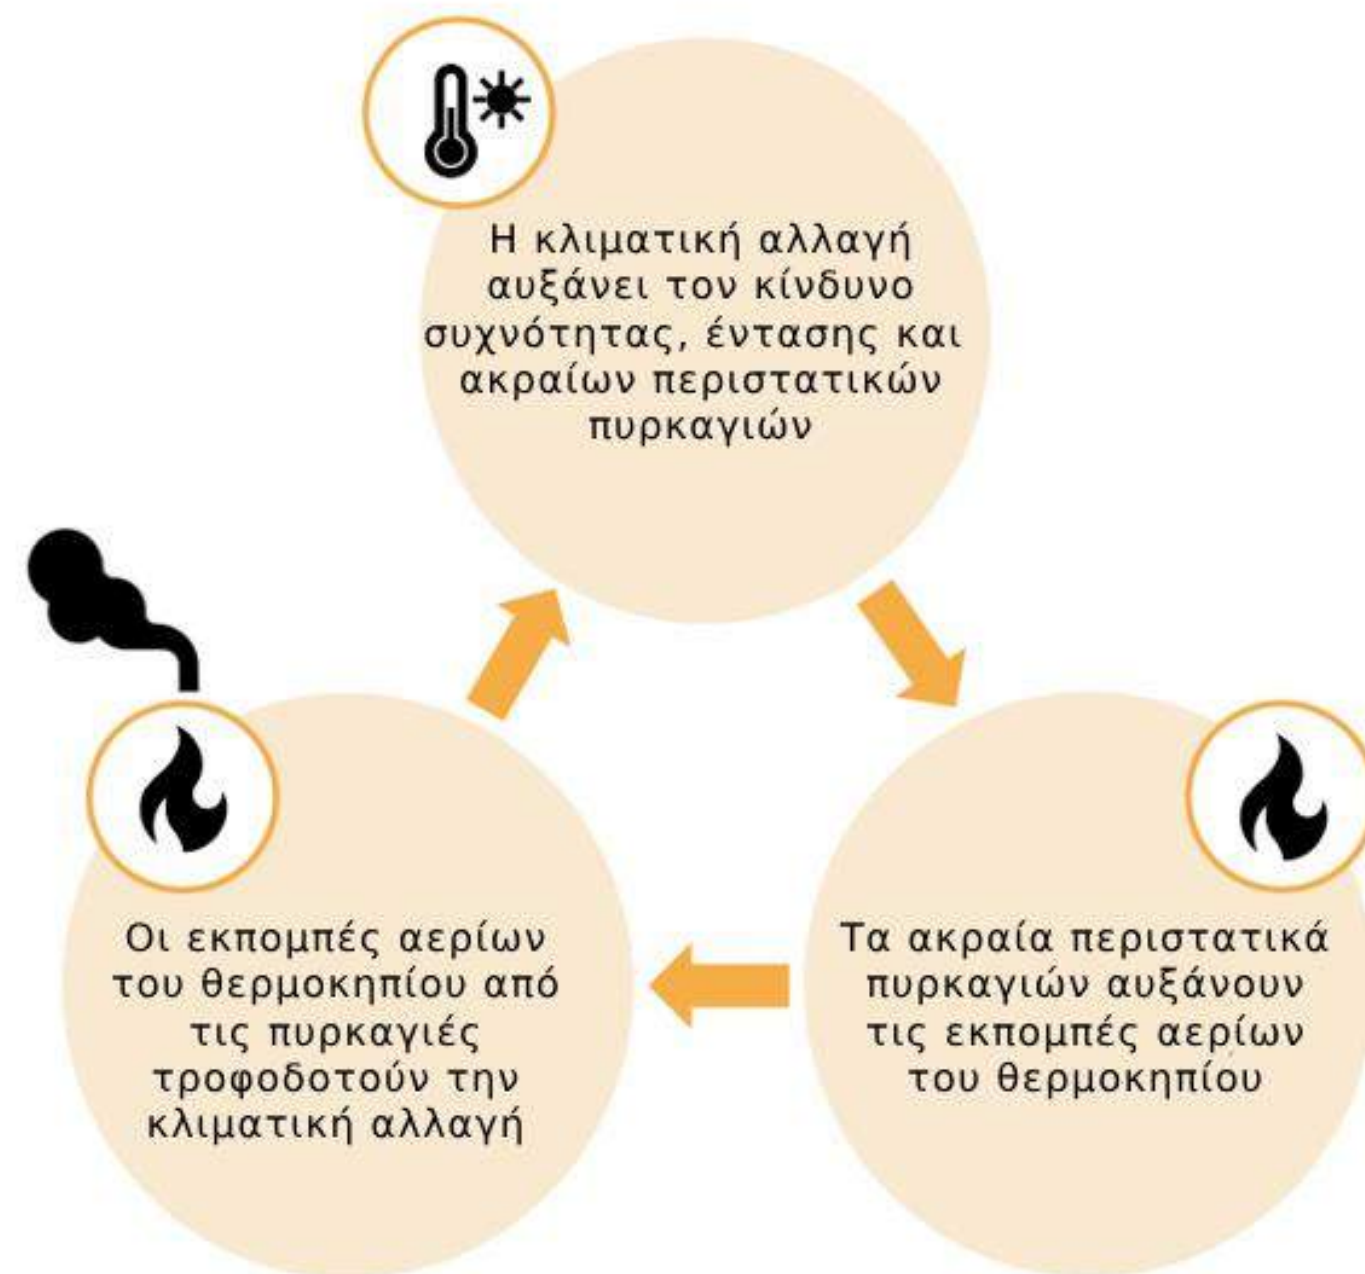 Η κλιματική αλλαγή
αυξάνει τον κίνδυνο
συχνότητας, έντασης και
ακραίων περιστατικών
πυρκαγιών
Τα ακραία περιστατικά
πυρκαγιών αυξάνουν
τις εκπομπές αερίων
του θερμοκηπίου
Οι εκπομπές αερίων
του θερμοκηπίου από
τις πυρκαγιές
τροφοδοτούν την
κλιματική αλλαγή